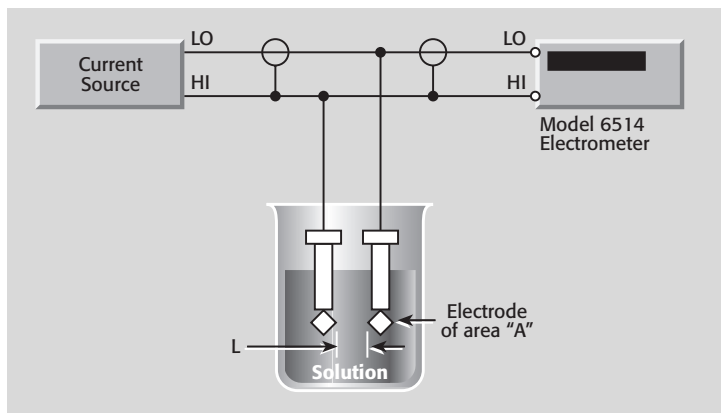 LO
LO
Current
Source
HI
HI
Model 6514
Electrometer
Electrode
of area “A”
L
Solution